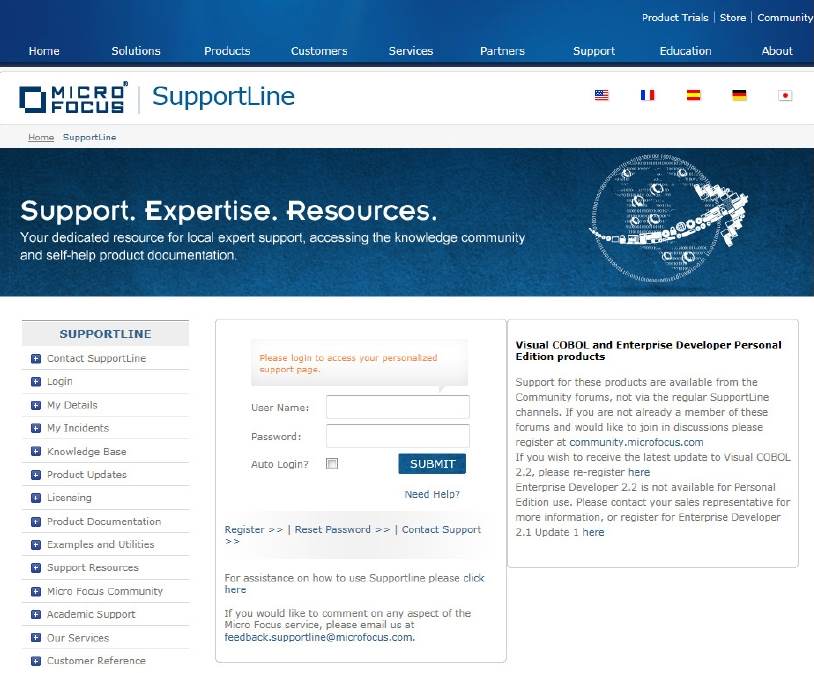 Product Trials | Store | Community
Home Solutions Products Customers Services Partners Support Education About
MICRO FOCUS® | SupportLine
Home SupportLine
Support. Expertise. Resources.
Your dedicated resource for local expert support, accessing the knowledge community
and self-help product documentation.
SUPPORTLINE
Contact SupportLine
Login
My Details
My Incidents
Knowledge Base
Product Updates
Licensing
Product Documentation
Examples and Utilities
Support Resources
Micro Focus Community
Academic Support
Our Services
Customer Reference
Please login to access your personalized
support page.
User Name:
Password:
Auto Login?
SUBMIT
Need Help?
Register >> | Reset Password >> | Contact Support
>>
For assistance on how to use Supportline please click
here
If you would like to comment on any aspect of the
Micro Focus service, please email us at
feedback.supportline@microfocus.com.
Visual COBOL and Enterprise Developer Personal
Edition products
Support for these products are available from the
Community forums, not via the regular SupportLine
channels. If you are not already a member of these
forums and would like to join in discussions please
register at community.microfocus.com
If you wish to receive the latest update to Visual COBOL
2.2, please re-register here
Enterprise Developer 2.2 is not available for Personal
Edition use. Please contact your sales representative for
more information, or register for Enterprise Developer
2.1 Update 1 here